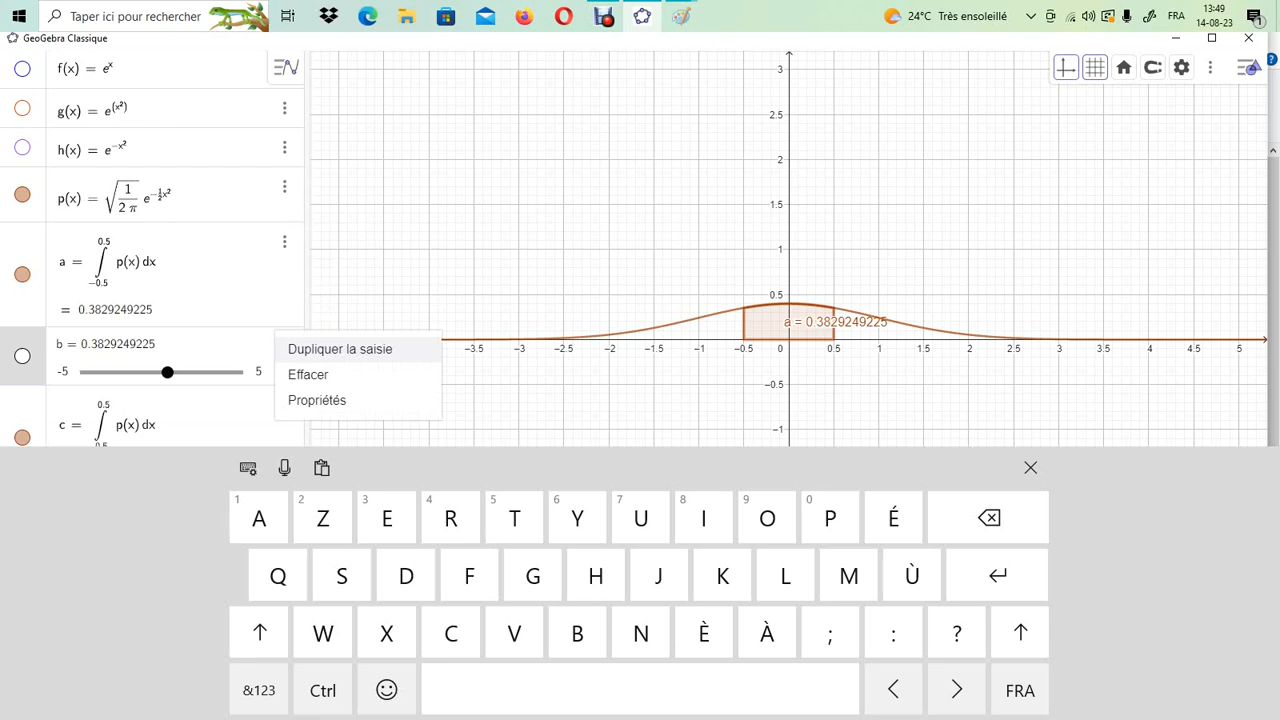 Taper ici pour rechercher
24°C Très ensoleillé
FRA
13:49
14-08-23
1
GeoGebra Classique
?
f(x) = eˣ
g(x) = e^(x²)
h(x) = e^−x²
p(x) = √(1/(2 π)) e^−½x²
0.5
a = ∫ p(x) dx
−0.5
= 0.3829249225
b = 0.3829249225
-5 5
0.5
c = ∫ p(x) dx
Dupliquer la saisie
Effacer
Propriétés
3
2.5
2
1.5
1
0.5
a = 0.3829249225
−3.5 −3 −2.5 −2 −1.5 −1 −0.5 0 0.5 1 1.5 2 2.5 3 3.5 4 4.5 5
−0.5
−1
1 2 3 4 5 6 7 8 9 0
A Z E R T Y U I O P É
Q S D F G H J K L M Ù
W X C V B N È À ; : ?
&123 Ctrl FRA